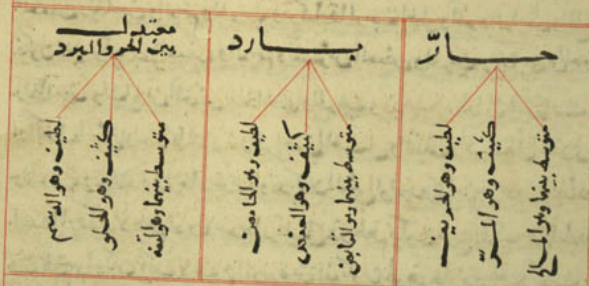 حارّ
متوسط بينهما وهو المالح
كثيف وهو المرّ
لطيف وهو الحريف
بارد
متوسط بينهما وهو القابض
كثيف وهو العفص
لطيف وهو الحامض
معتدل
بين الحر والبرد
متوسط بينهما وهو التفه
كثيف وهو الحلو
لطيف وهو الدسم